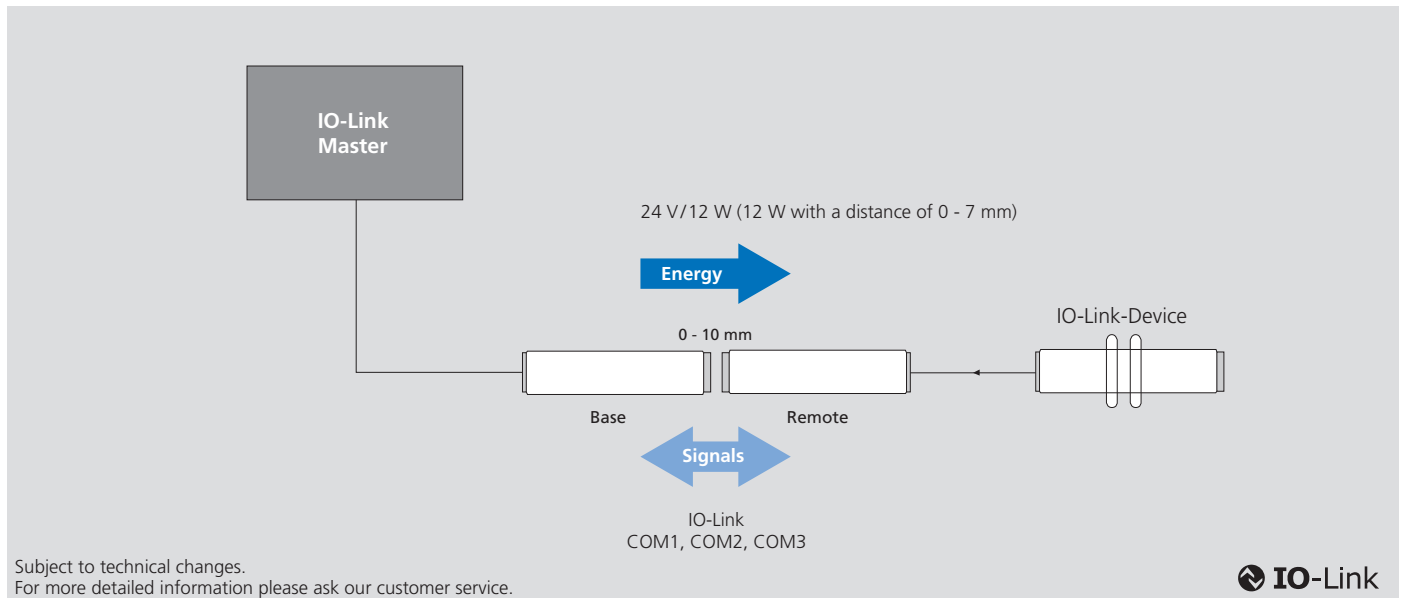 IO-Link
Master
24 V/12 W (12 W with a distance of 0 - 7 mm)
Energy
0 - 10 mm
IO-Link-Device
Base
Remote
Signals
IO-Link
COM1, COM2, COM3
Subject to technical changes.
For more detailed information please ask our customer service.
IO-Link